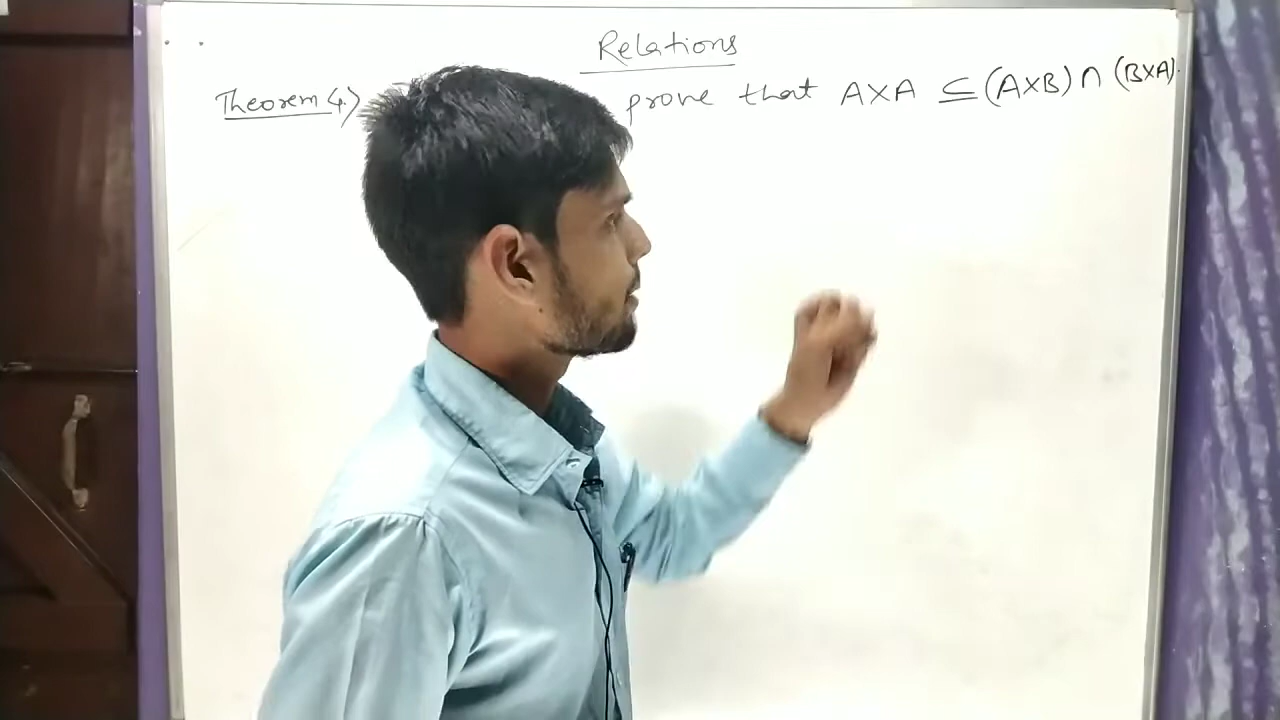 Relations
Theorem 4.) prove that A×A ⊆ (A×B) ∩ (B×A).